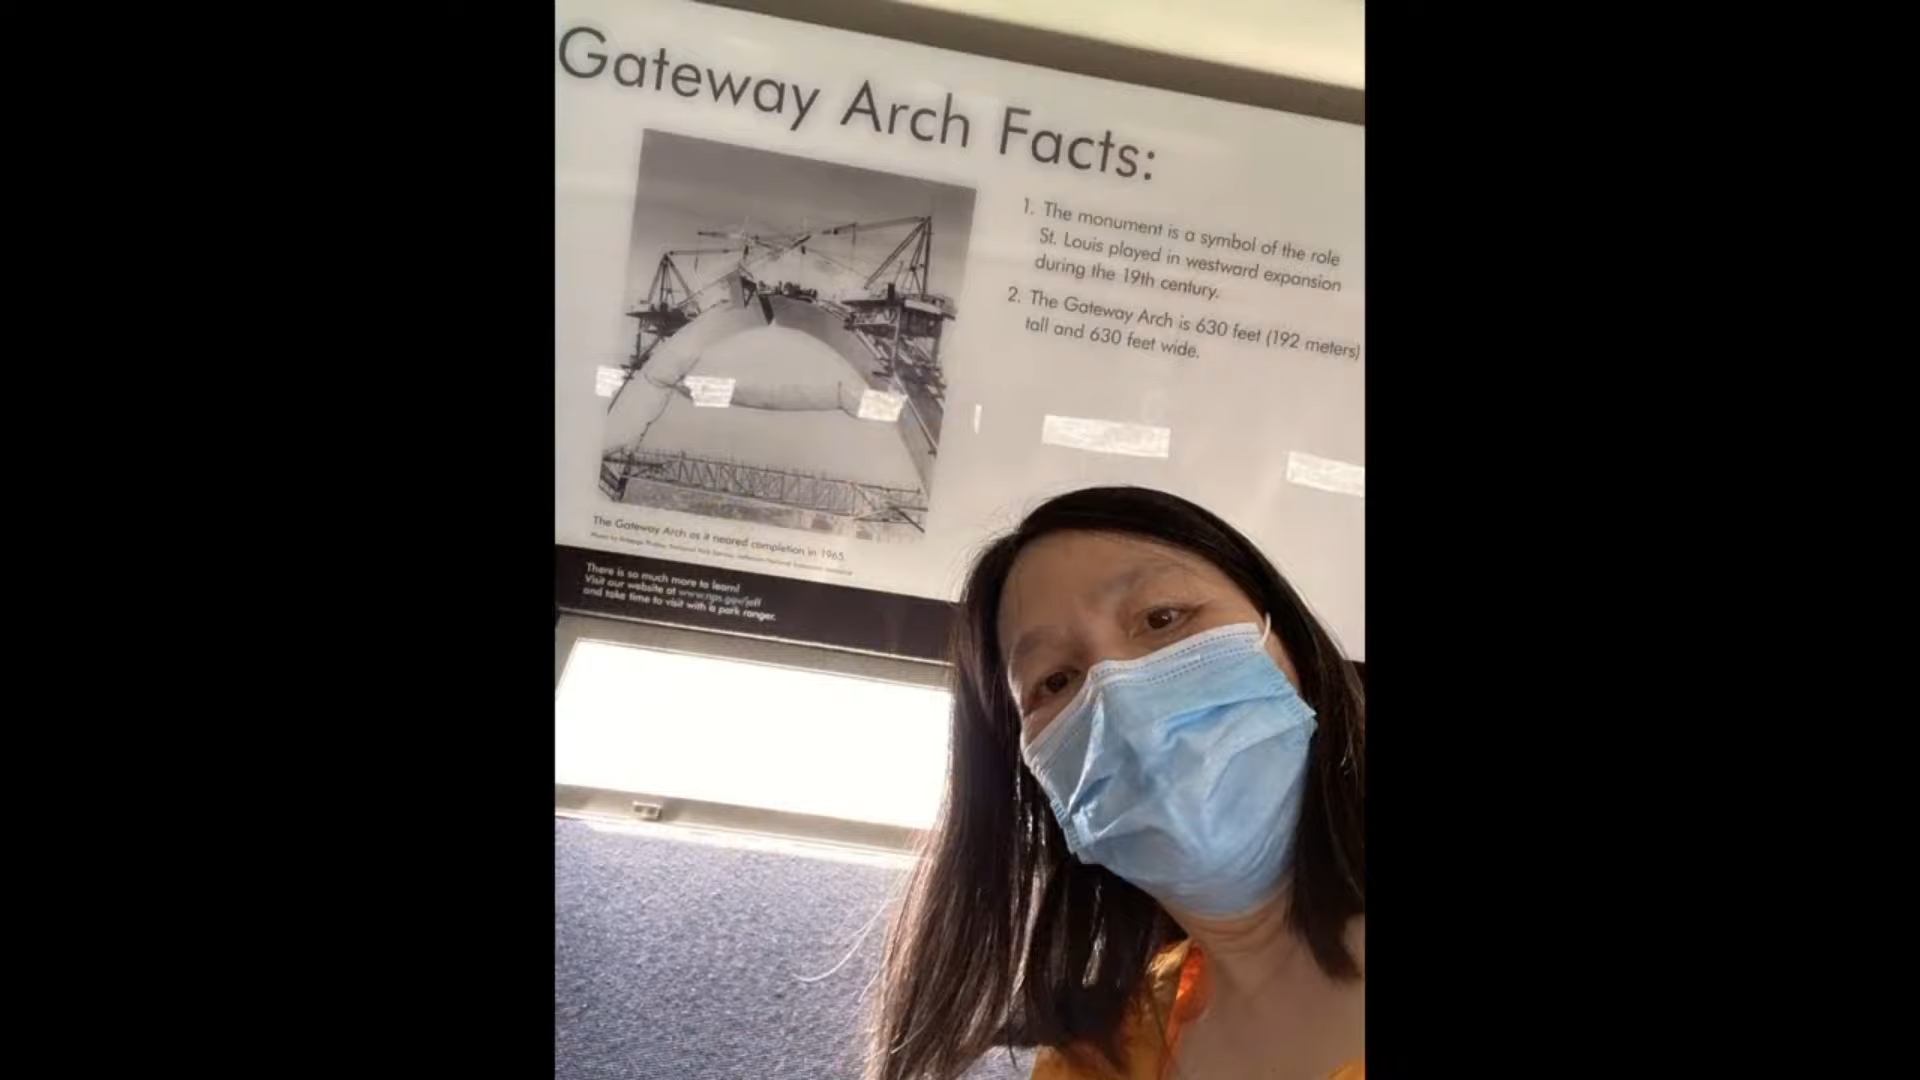 Gateway Arch Facts:
1. The monument is a symbol of the role
St. Louis played in westward expansion
during the 19th century.
2. The Gateway Arch is 630 feet (192 meters)
tall and 630 feet wide.
The Gateway Arch as it neared completion in 1965.
There is so much more to learn!
Visit our website at www.nps.gov/jeff
and take time to visit with a park ranger.